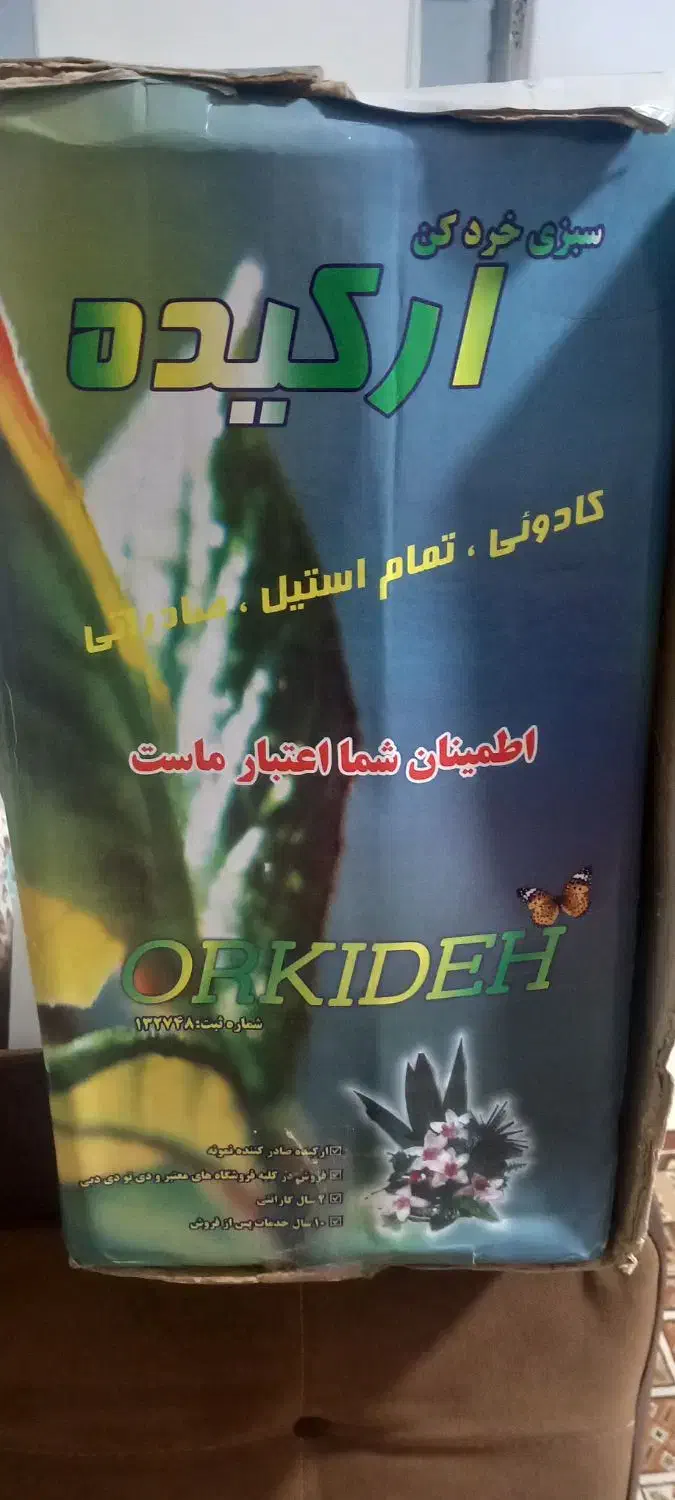 سبزی خرد کن
ارکیده
کادوئی ، تمام استیل ، صادراتی
اطمینان شما اعتبار ماست
ORKIDEH
شماره ثبت: ۱۳۲۷۴۸
ارکیده صادر کننده نمونه
فروش در کلیه فروشگاه های معتبر و دی تو دی دبی
۲ سال گارانتی
۱۰ سال خدمات پس از فروش